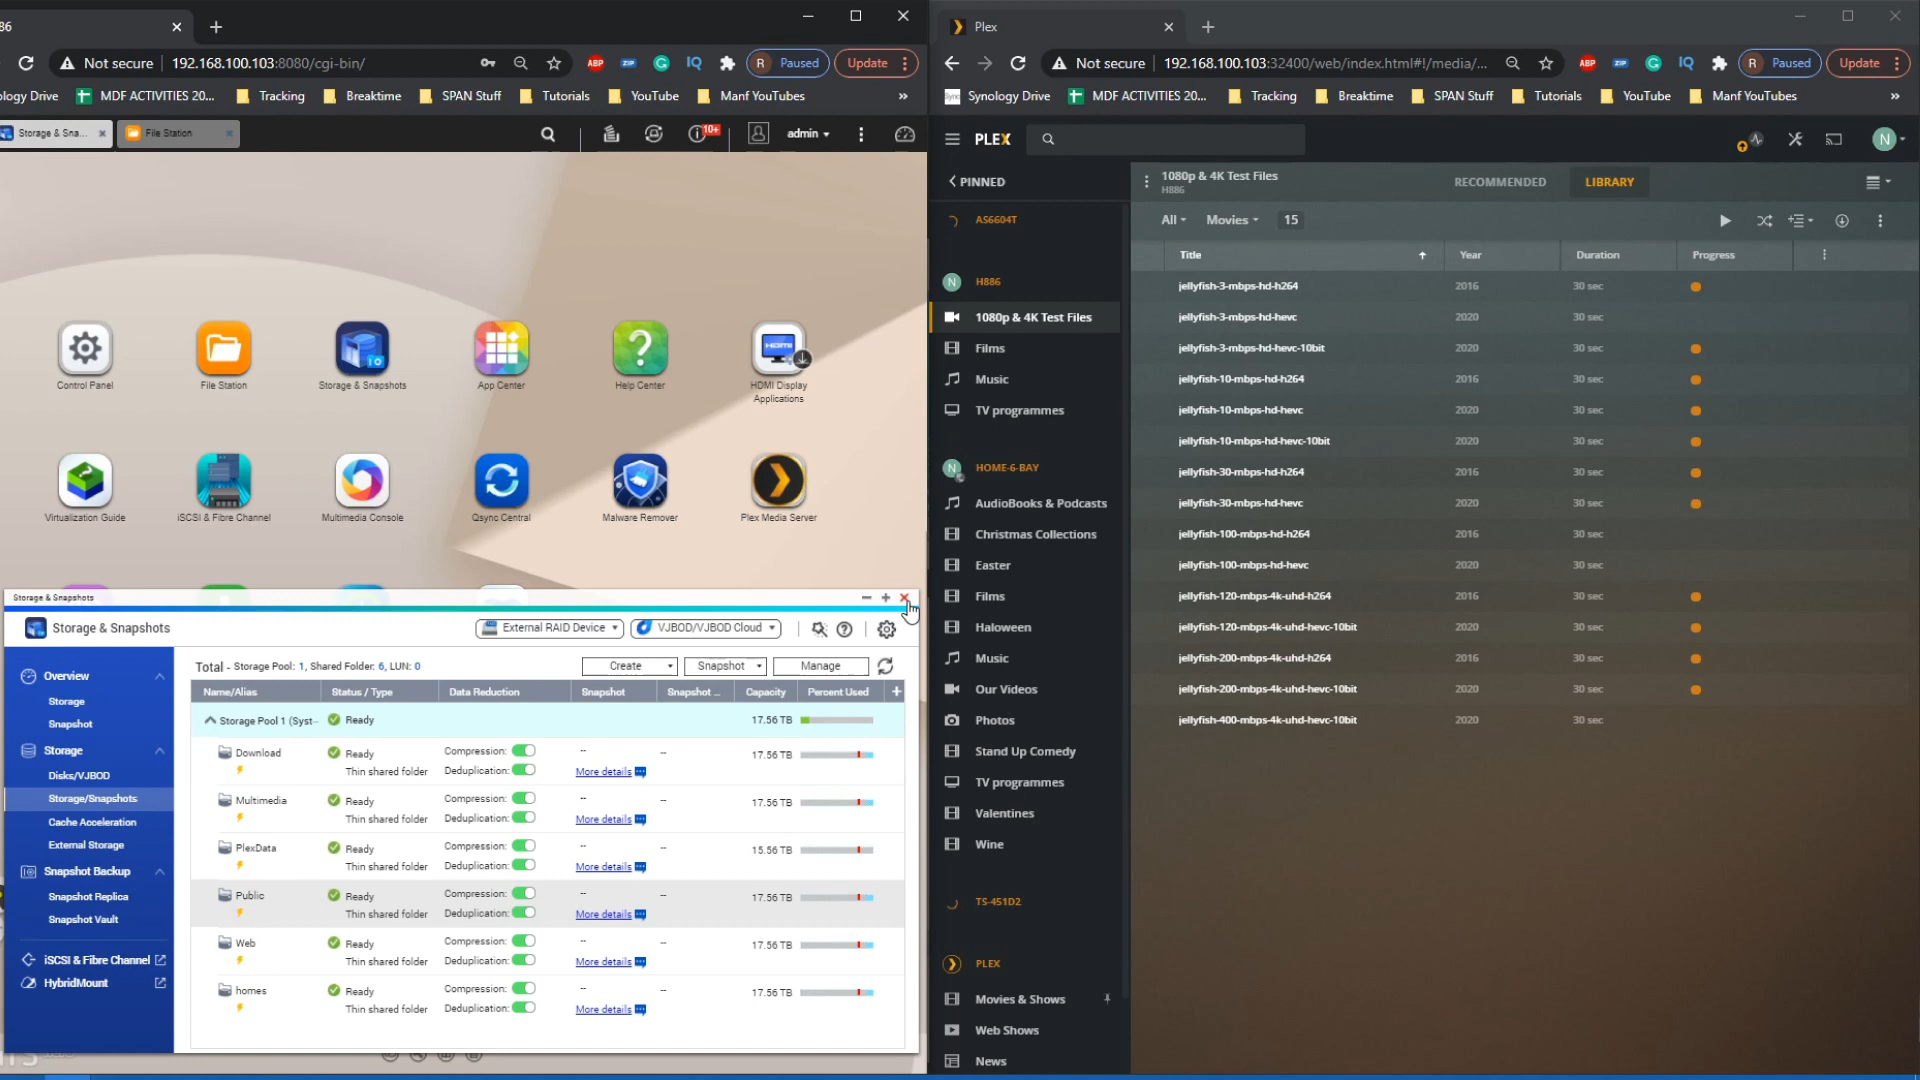 86
Not secure 192.168.100.103:8080/cgi-bin/
ABP ZIP IQ R Paused Update
ology Drive MDF ACTIVITIES 20... Tracking Breaktime SPAN Stuff Tutorials YouTube Manf YouTubes »
Storage & Sna... File Station 10+ admin
Control Panel File Station Storage & Snapshots App Center Help Center HDMI Display Applications
Virtualization Guide iSCSI & Fibre Channel Multimedia Console Qsync Central Malware Remover Plex Media Server
Storage & Snapshots
Storage & Snapshots External RAID Device VJBOD/VJBOD Cloud
Overview
Storage
Snapshot
Storage
Disks/VJBOD
Storage/Snapshots
Cache Acceleration
External Storage
Snapshot Backup
Snapshot Replica
Snapshot Vault
iSCSI & Fibre Channel
HybridMount
Total - Storage Pool: 1, Shared Folder: 6, LUN: 0 Create Snapshot Manage
Name/Alias Status / Type Data Reduction Snapshot Snapshot ... Capacity Percent Used +
Storage Pool 1 (Syst... Ready 17.56 TB
Download Ready Compression: -- -- 17.56 TB
Thin shared folder Deduplication: More details
Multimedia Ready Compression: -- -- 17.56 TB
Thin shared folder Deduplication: More details
PlexData Ready Compression: -- -- 15.56 TB
Thin shared folder Deduplication: More details
Public Ready Compression: -- -- 17.56 TB
Thin shared folder Deduplication: More details
Web Ready Compression: -- -- 17.56 TB
Thin shared folder Deduplication: More details
homes Ready Compression: -- -- 17.56 TB
Thin shared folder Deduplication: More details
Plex
Not secure 192.168.100.103:32400/web/index.html#!/media/...
ABP ZIP IQ R Paused Update
Synology Drive MDF ACTIVITIES 20... Tracking Breaktime SPAN Stuff Tutorials YouTube Manf YouTubes »
PLEX N
PINNED
AS6604T
N H886
1080p & 4K Test Files
Films
Music
TV programmes
N HOME-6-BAY
AudioBooks & Podcasts
Christmas Collections
Easter
Films
Haloween
Music
Our Videos
Photos
Stand Up Comedy
TV programmes
Valentines
Wine
TS-451D2
PLEX
Movies & Shows
Web Shows
News
1080p & 4K Test Files
H886
RECOMMENDED LIBRARY
All Movies 15
Title Year Duration Progress
jellyfish-3-mbps-hd-h264 2016 30 sec
jellyfish-3-mbps-hd-hevc 2020 30 sec
jellyfish-3-mbps-hd-hevc-10bit 2020 30 sec
jellyfish-10-mbps-hd-h264 2016 30 sec
jellyfish-10-mbps-hd-hevc 2020 30 sec
jellyfish-10-mbps-hd-hevc-10bit 2020 30 sec
jellyfish-30-mbps-hd-h264 2016 30 sec
jellyfish-30-mbps-hd-hevc 2020 30 sec
jellyfish-100-mbps-hd-h264 2016 30 sec
jellyfish-100-mbps-hd-hevc 2020 30 sec
jellyfish-120-mbps-4k-uhd-h264 2016 30 sec
jellyfish-120-mbps-4k-uhd-hevc-10bit 2020 30 sec
jellyfish-200-mbps-4k-uhd-h264 2016 30 sec
jellyfish-200-mbps-4k-uhd-hevc-10bit 2020 30 sec
jellyfish-400-mbps-4k-uhd-hevc-10bit 2020 30 sec